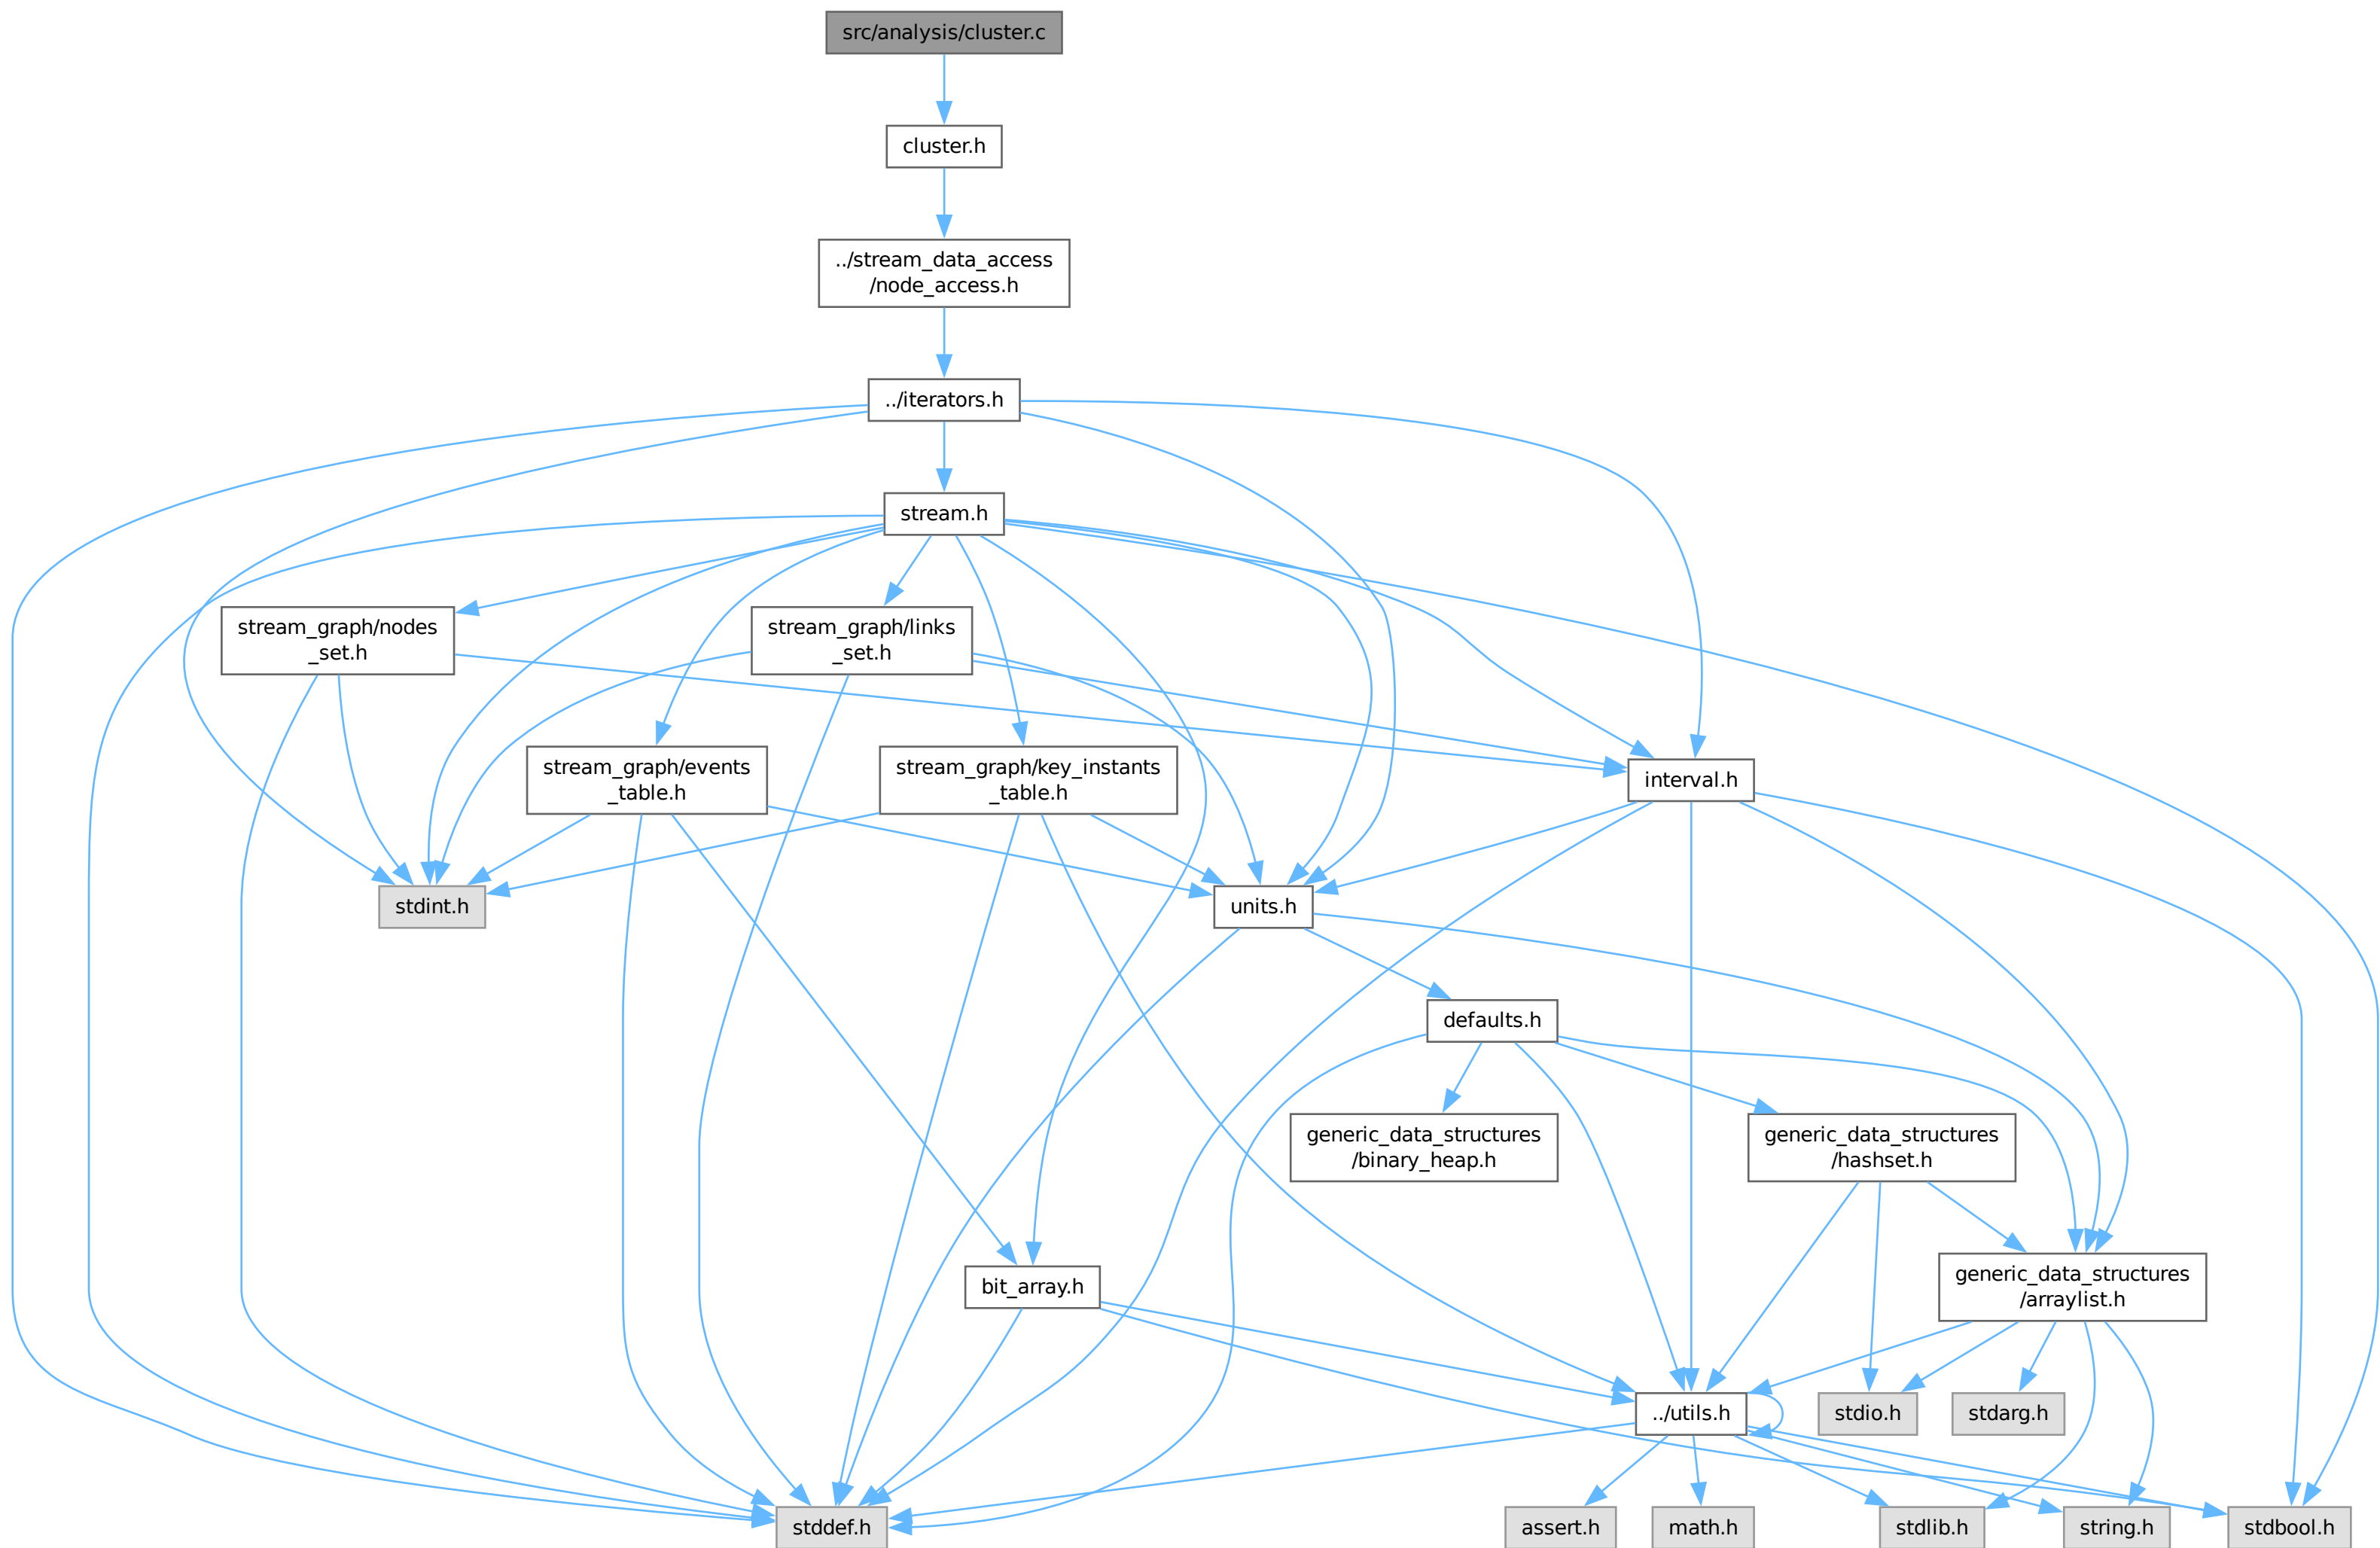 src/analysis/cluster.c
cluster.h
../stream_data_access
/node_access.h
../iterators.h
stream.h
stream_graph/nodes
_set.h
stream_graph/links
_set.h
stream_graph/events
_table.h
stream_graph/key_instants
_table.h
interval.h
stdint.h
units.h
defaults.h
generic_data_structures
/binary_heap.h
generic_data_structures
/hashset.h
bit_array.h
generic_data_structures
/arraylist.h
../utils.h
stdio.h
stdarg.h
stddef.h
assert.h
math.h
stdlib.h
string.h
stdbool.h